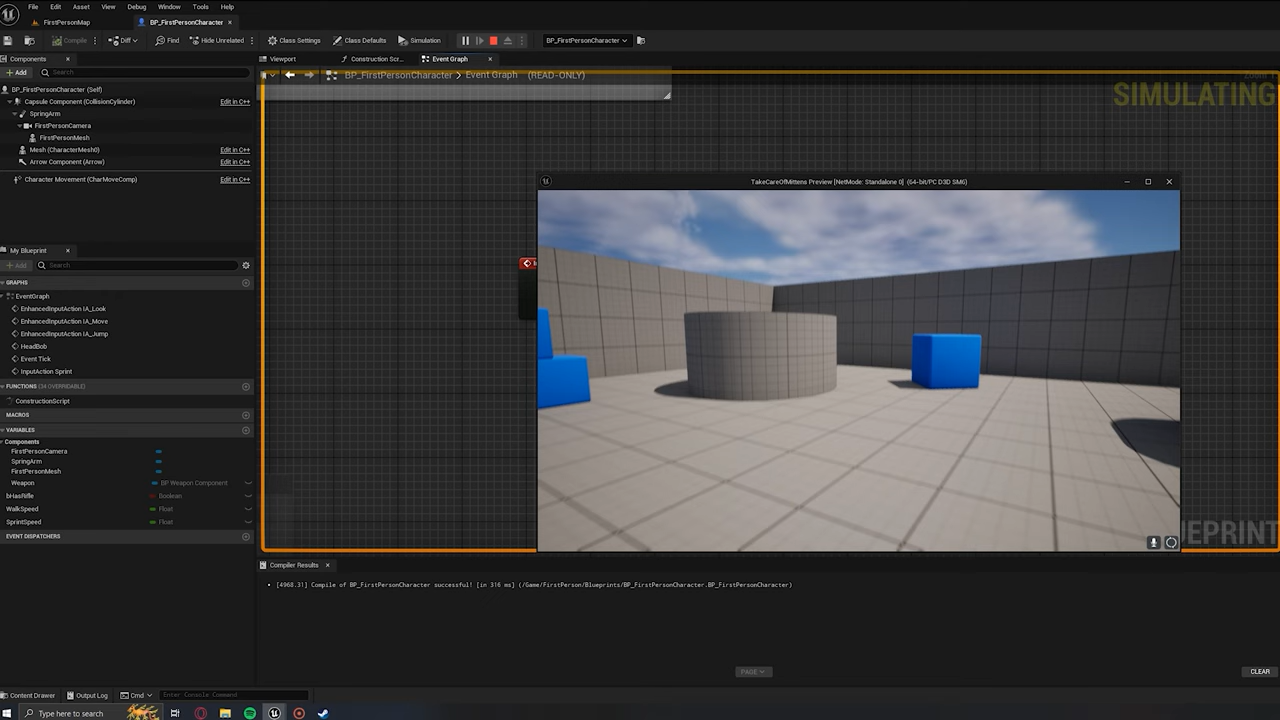 File Edit Asset View Debug Window Tools Help
FirstPersonMap
BP_FirstPersonCharacter
Compile Diff Find Hide Unrelated Class Settings Class Defaults Simulation BP_FirstPersonCharacter
Components
Viewport Construction Scr... Event Graph
Add Search
BP_FirstPersonCharacter Event Graph (READ-ONLY)
Zoom
SIMULATING
BP_FirstPersonCharacter (Self)
Capsule Component (CollisionCylinder) Edit in C++
SpringArm
FirstPersonCamera
FirstPersonMesh
Mesh (CharacterMesh0) Edit in C++
Arrow Component (Arrow) Edit in C++
Character Movement (CharMoveComp) Edit in C++
TakeCareOfMittens Preview [NetMode: Standalone 0] (64-bit/PC D3D SM6)
My Blueprint
Add Search
GRAPHS
EventGraph
EnhancedInputAction IA_Look
EnhancedInputAction IA_Move
EnhancedInputAction IA_Jump
HeadBob
Event Tick
InputAction Sprint
FUNCTIONS (34 OVERRIDABLE)
ConstructionScript
MACROS
VARIABLES
Components
FirstPersonCamera
SpringArm
FirstPersonMesh
Weapon BP Weapon Component
bHasRifle Boolean
WalkSpeed Float
SprintSpeed Float
EVENT DISPATCHERS
EPRINT
Compiler Results
[4968.31] Compile of BP_FirstPersonCharacter successful! [in 316 ms] (/Game/FirstPerson/Blueprints/BP_FirstPersonCharacter.BP_FirstPersonCharacter)
PAGE
CLEAR
Content Drawer Output Log Cmd Enter Console Command
Type here to search